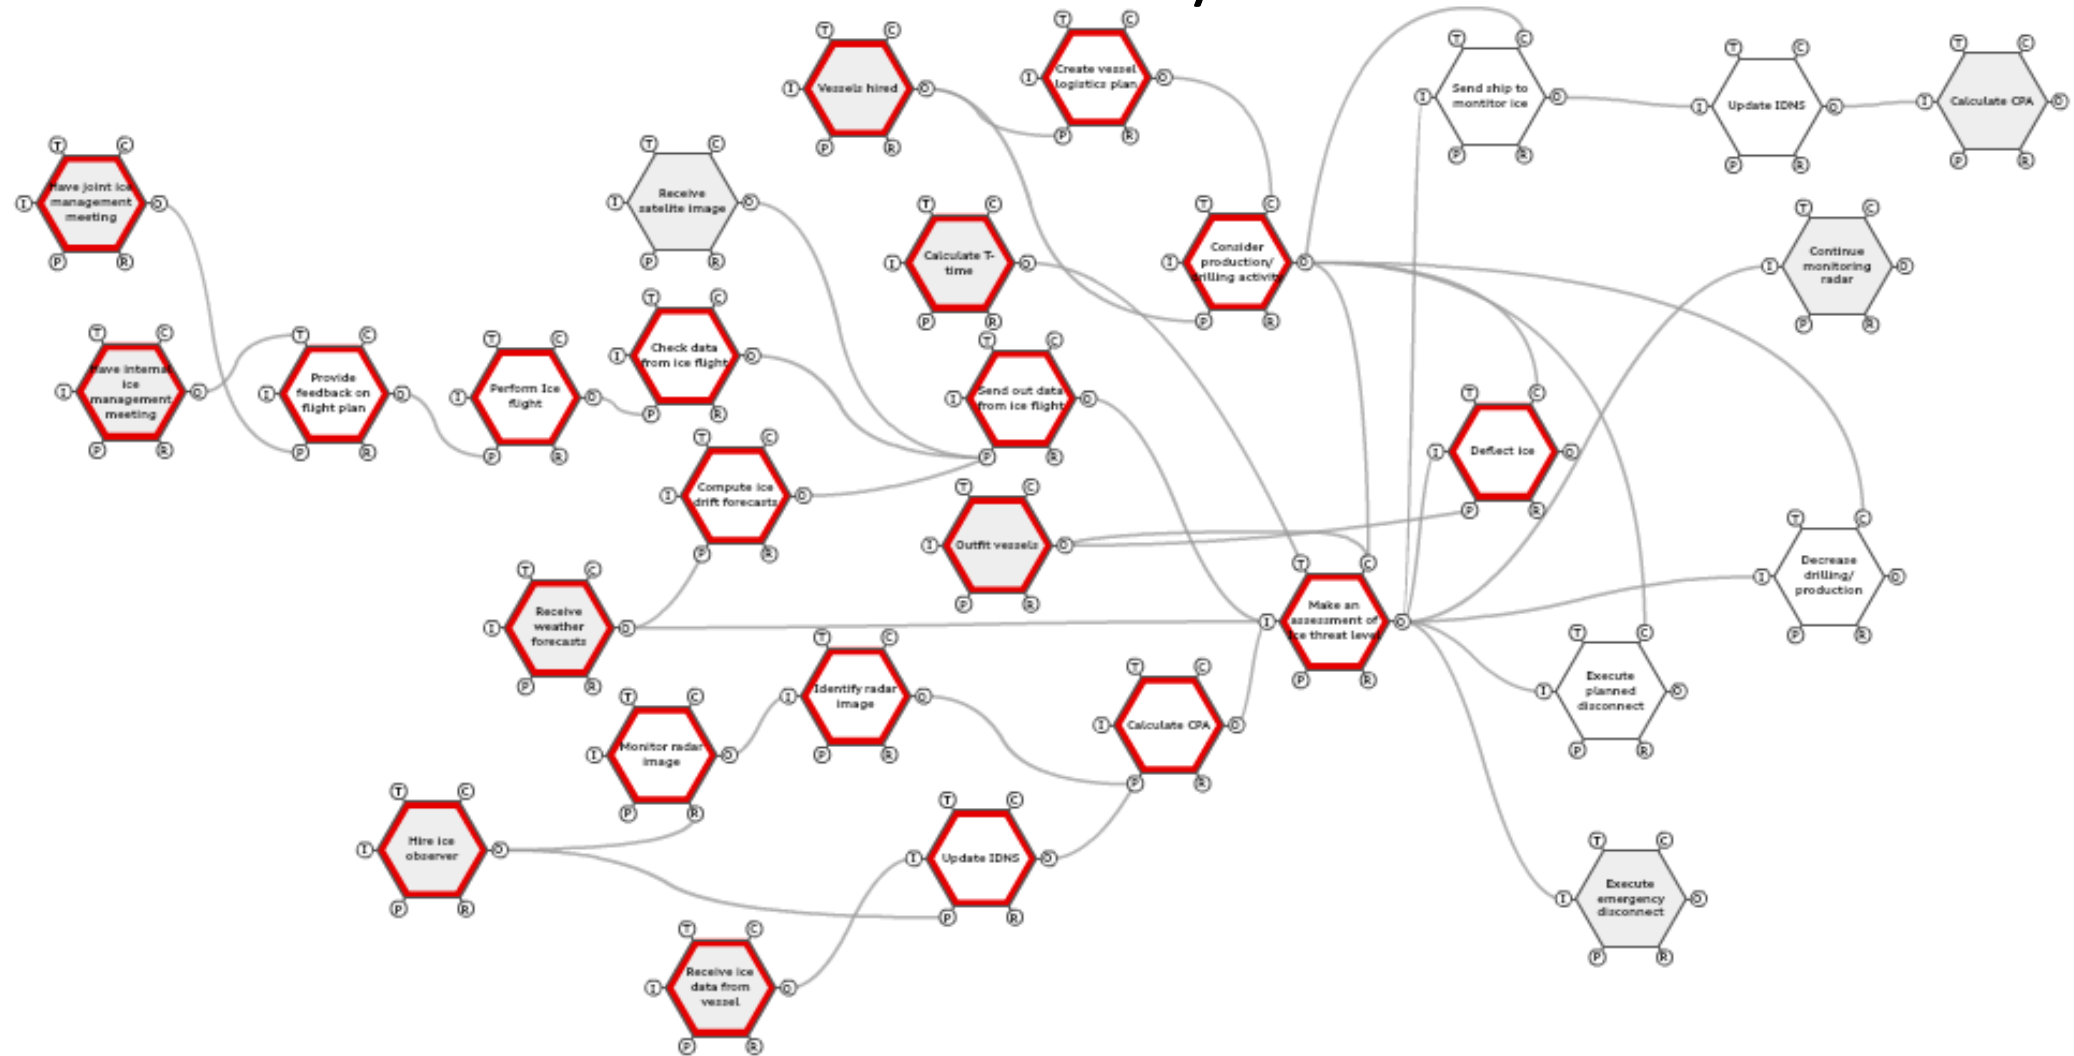 T C
I Vessels hired O
P R
T C
Create vessel
I logistics plan O
P R
T C
Send ship to
I montitor ice O
P R
T C
I Update IDNS O
P R
T C
I Calculate CPA O
P R
T C
Have joint ice
I management O
meeting
P R
T C
Receive
I satelite image O
P R
T C
Calculate T-
I time O
P R
T C
Consider
I production/ O
drilling activity
P R
T C
Continue
I monitoring O
radar
P R
T C
Have internal
ice
I management O
meeting
P R
T C
Provide
I feedback on O
flight plan
P R
T C
Perform Ice
I flight O
P R
T C
Check data
I from ice flight O
P R
T C
Send out data
I from ice flight O
P R
T C
I Deflect ice O
P R
T C
Compute ice
I drift forecasts O
P R
T C
I Outfit vessels O
P R
T C
Decrease
I drilling/ O
production
P R
T C
Receive
I weather O
forecasts
P R
T C
Make an
I assessment of O
ice threat level
P R
T C
Identify radar
I image O
P R
T C
Execute
I planned O
disconnect
P R
T C
Monitor radar
I image O
P R
T C
I Calculate CPA O
P R
T C
Hire ice
I observer O
P R
T C
I Update IDNS O
P R
T C
Execute
I emergency O
disconnect
P R
T C
Receive ice
I data from O
vessel
P R